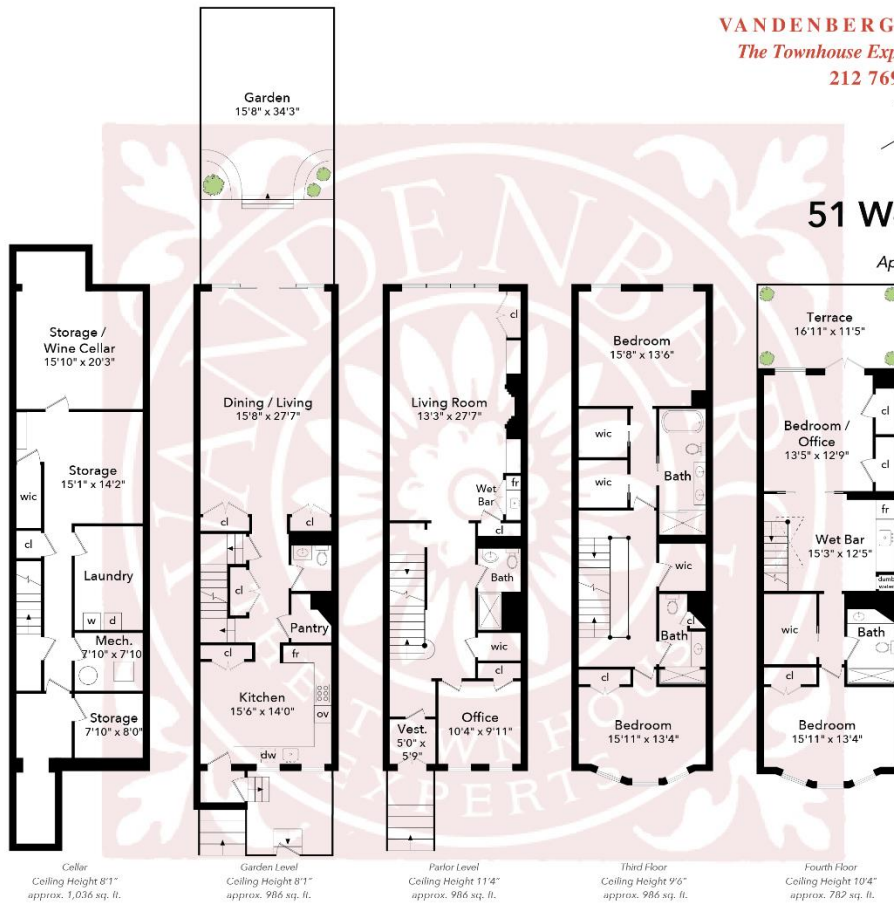 VANDENBERG
The Townhouse Exp
212 769
51 W
Ap
Garden
15'8" x 34'3"
Storage /
Wine Cellar
15'10" x 20'3"
Storage
15'1" x 14'2"
wic
cl
Laundry
w
d
Mech.
7'10" x 7'10
Storage
7'10" x 8'0"
Cellar
Ceiling Height 8'1"
approx. 1,036 sq. ft.
Dining / Living
15'8" x 27'7"
cl
cl
cl
Pantry
cl
fr
Kitchen
15'6" x 14'0"
ov
dw
Garden Level
Ceiling Height 8'1"
approx. 986 sq. ft.
cl
Living Room
13'3" x 27'7"
Wet
Bar
fr
cl
Bath
wic
cl
Office
10'4" x 9'11"
Vest.
5'0" x
5'9"
Parlor Level
Ceiling Height 11'4"
approx. 986 sq. ft.
Bedroom
15'8" x 13'6"
wic
wic
Bath
wic
cl
Bath
cl
Bedroom
15'11" x 13'4"
Third Floor
Ceiling Height 9'6"
approx. 986 sq. ft.
Terrace
16'11" x 11'5"
Bedroom /
Office
13'5" x 12'9"
cl
cl
Wet Bar
15'3" x 12'5"
fr
dumb
water
wic
Bath
cl
Bedroom
15'11" x 13'4"
Fourth Floor
Ceiling Height 10'4"
approx. 782 sq. ft.
VANDENBERG
THE TOWNHOUSE
EXPERTS